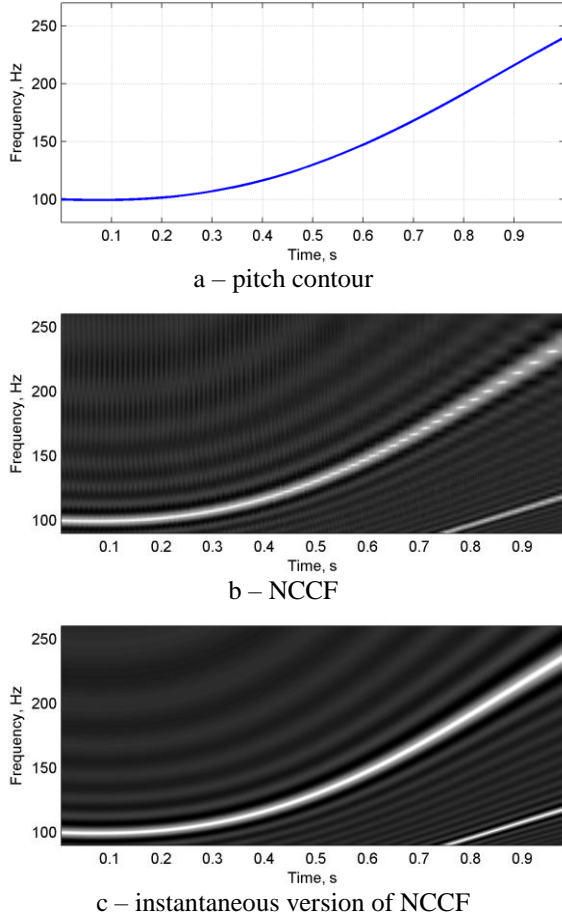 250
200
150
100
Frequency, Hz
0.1 0.2 0.3 0.4 0.5 0.6 0.7 0.8 0.9
Time, s
a – pitch contour
250
200
150
100
Frequency, Hz
0.1 0.2 0.3 0.4 0.5 0.6 0.7 0.8 0.9
Time, s
b – NCCF
250
200
150
100
Frequency, Hz
0.1 0.2 0.3 0.4 0.5 0.6 0.7 0.8 0.9
Time, s
c – instantaneous version of NCCF